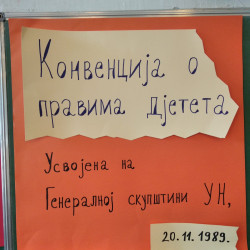 Конвенција о
правима дјетета
Усвојена на
Генералној скупштини УН,
20.11.1989.